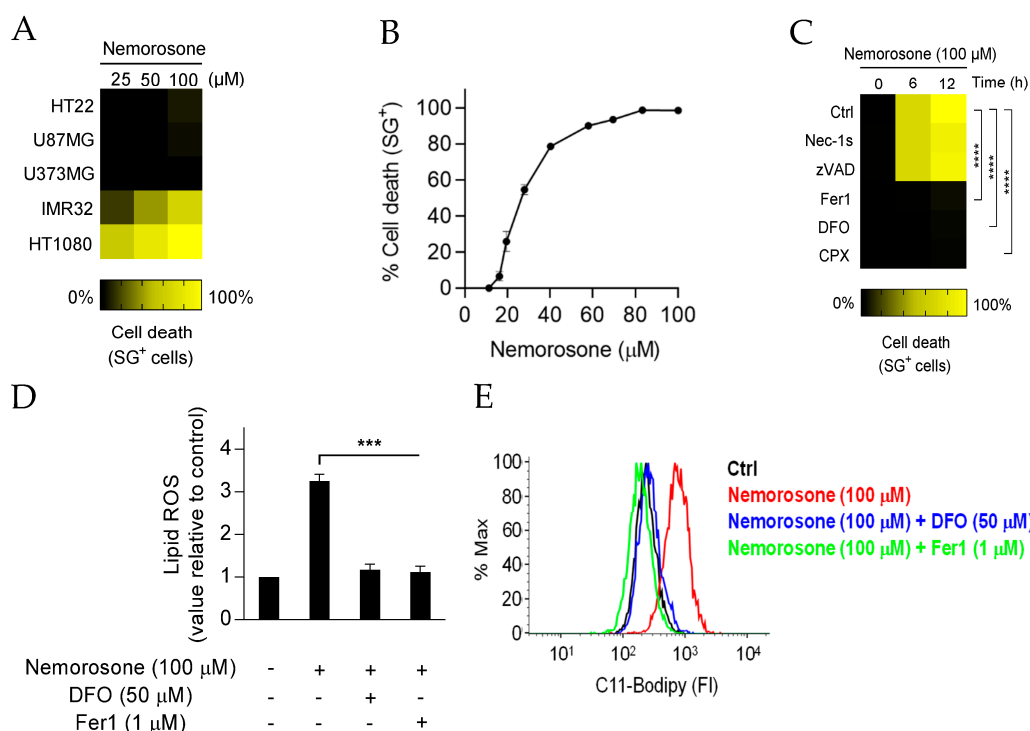 A
Nemorosone
25 50 100 (μM)
HT22
U87MG
U373MG
IMR32
HT1080
0% 100%
Cell death
(SG+ cells)
B
% Cell death (SG+)
100
80
60
40
20
0
0 20 40 60 80 100
Nemorosone (μM)
C
Nemorosone (100 μM)
0 6 12 Time (h)
Ctrl
Nec-1s
zVAD
Fer1
DFO
CPX
****
****
****
0% 100%
Cell death
(SG+ cells)
D
Lipid ROS
(value relative to control)
4
3
2
1
0
***
Nemorosone (100 μM) - + + +
DFO (50 μM) - - + -
Fer1 (1 μM) - - - +
E
% Max
100
80
60
40
20
0
10¹ 10² 10³ 10⁴
C11-Bodipy (FI)
Ctrl
Nemorosone (100 μM)
Nemorosone (100 μM) + DFO (50 μM)
Nemorosone (100 μM) + Fer1 (1 μM)